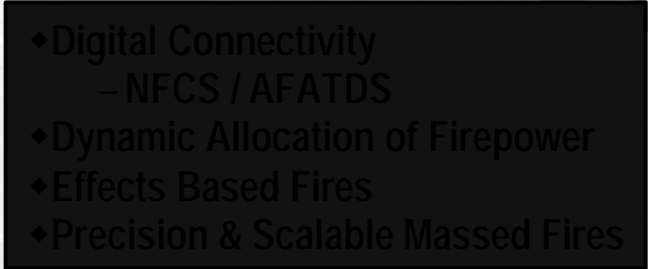 ◆Digital Connectivity
– NFCS / AFATDS
◆Dynamic Allocation of Firepower
◆Effects Based Fires
◆Precision & Scalable Massed Fires